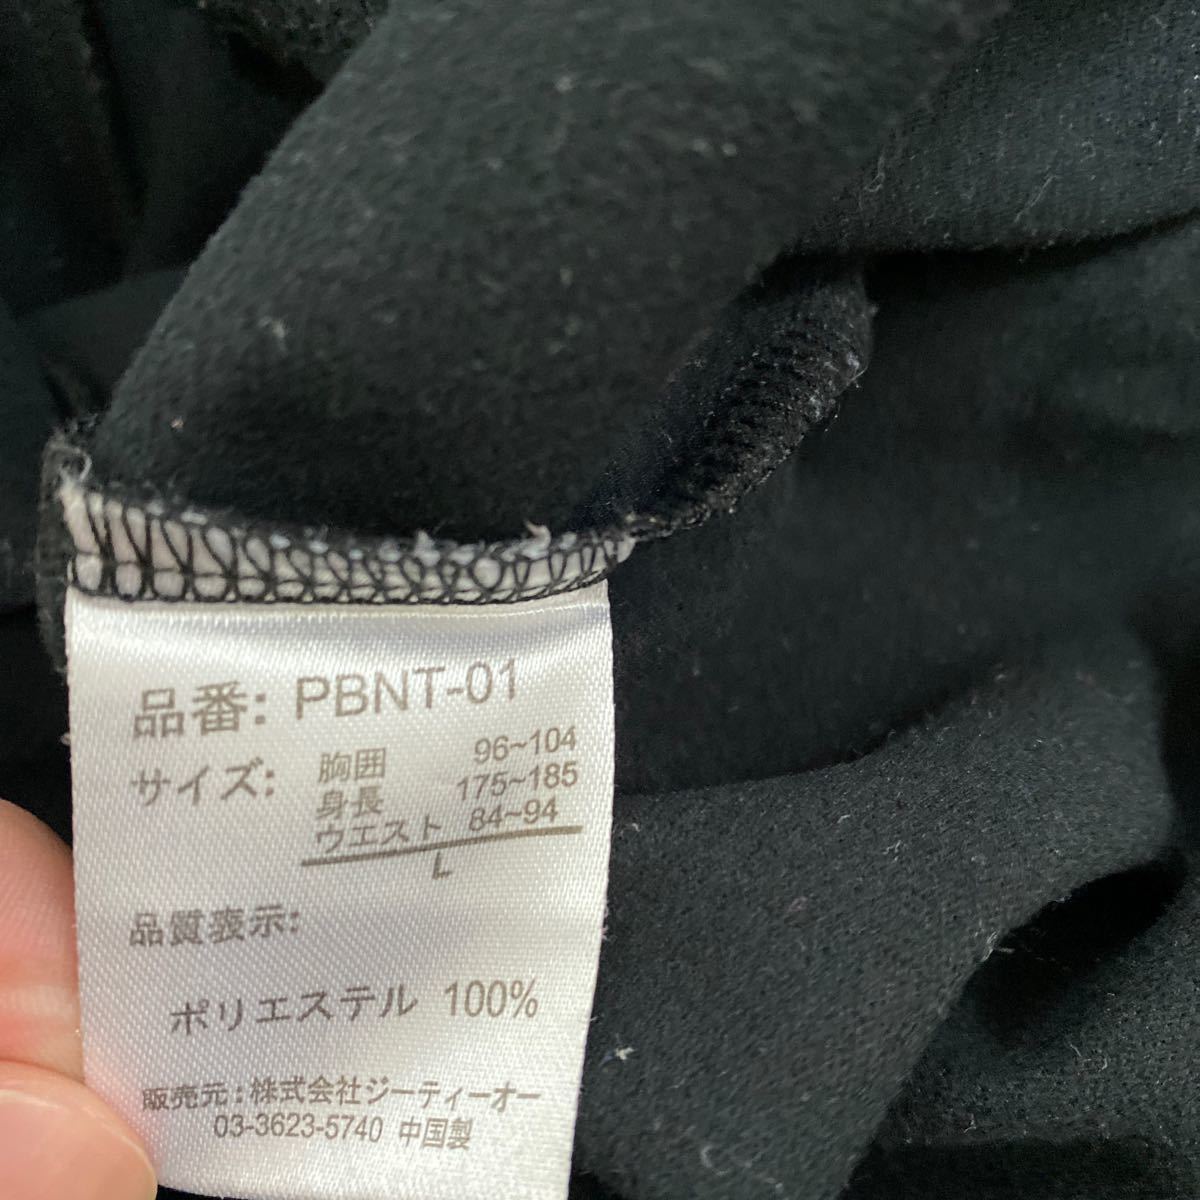 品番: PBNT-01
サイズ: 胸囲 96~104
身長 175~185
ウエスト 84~94
L
品質表示:
ポリエステル 100%
販売元:株式会社ジーティーオー
03-3623-5740 中国製